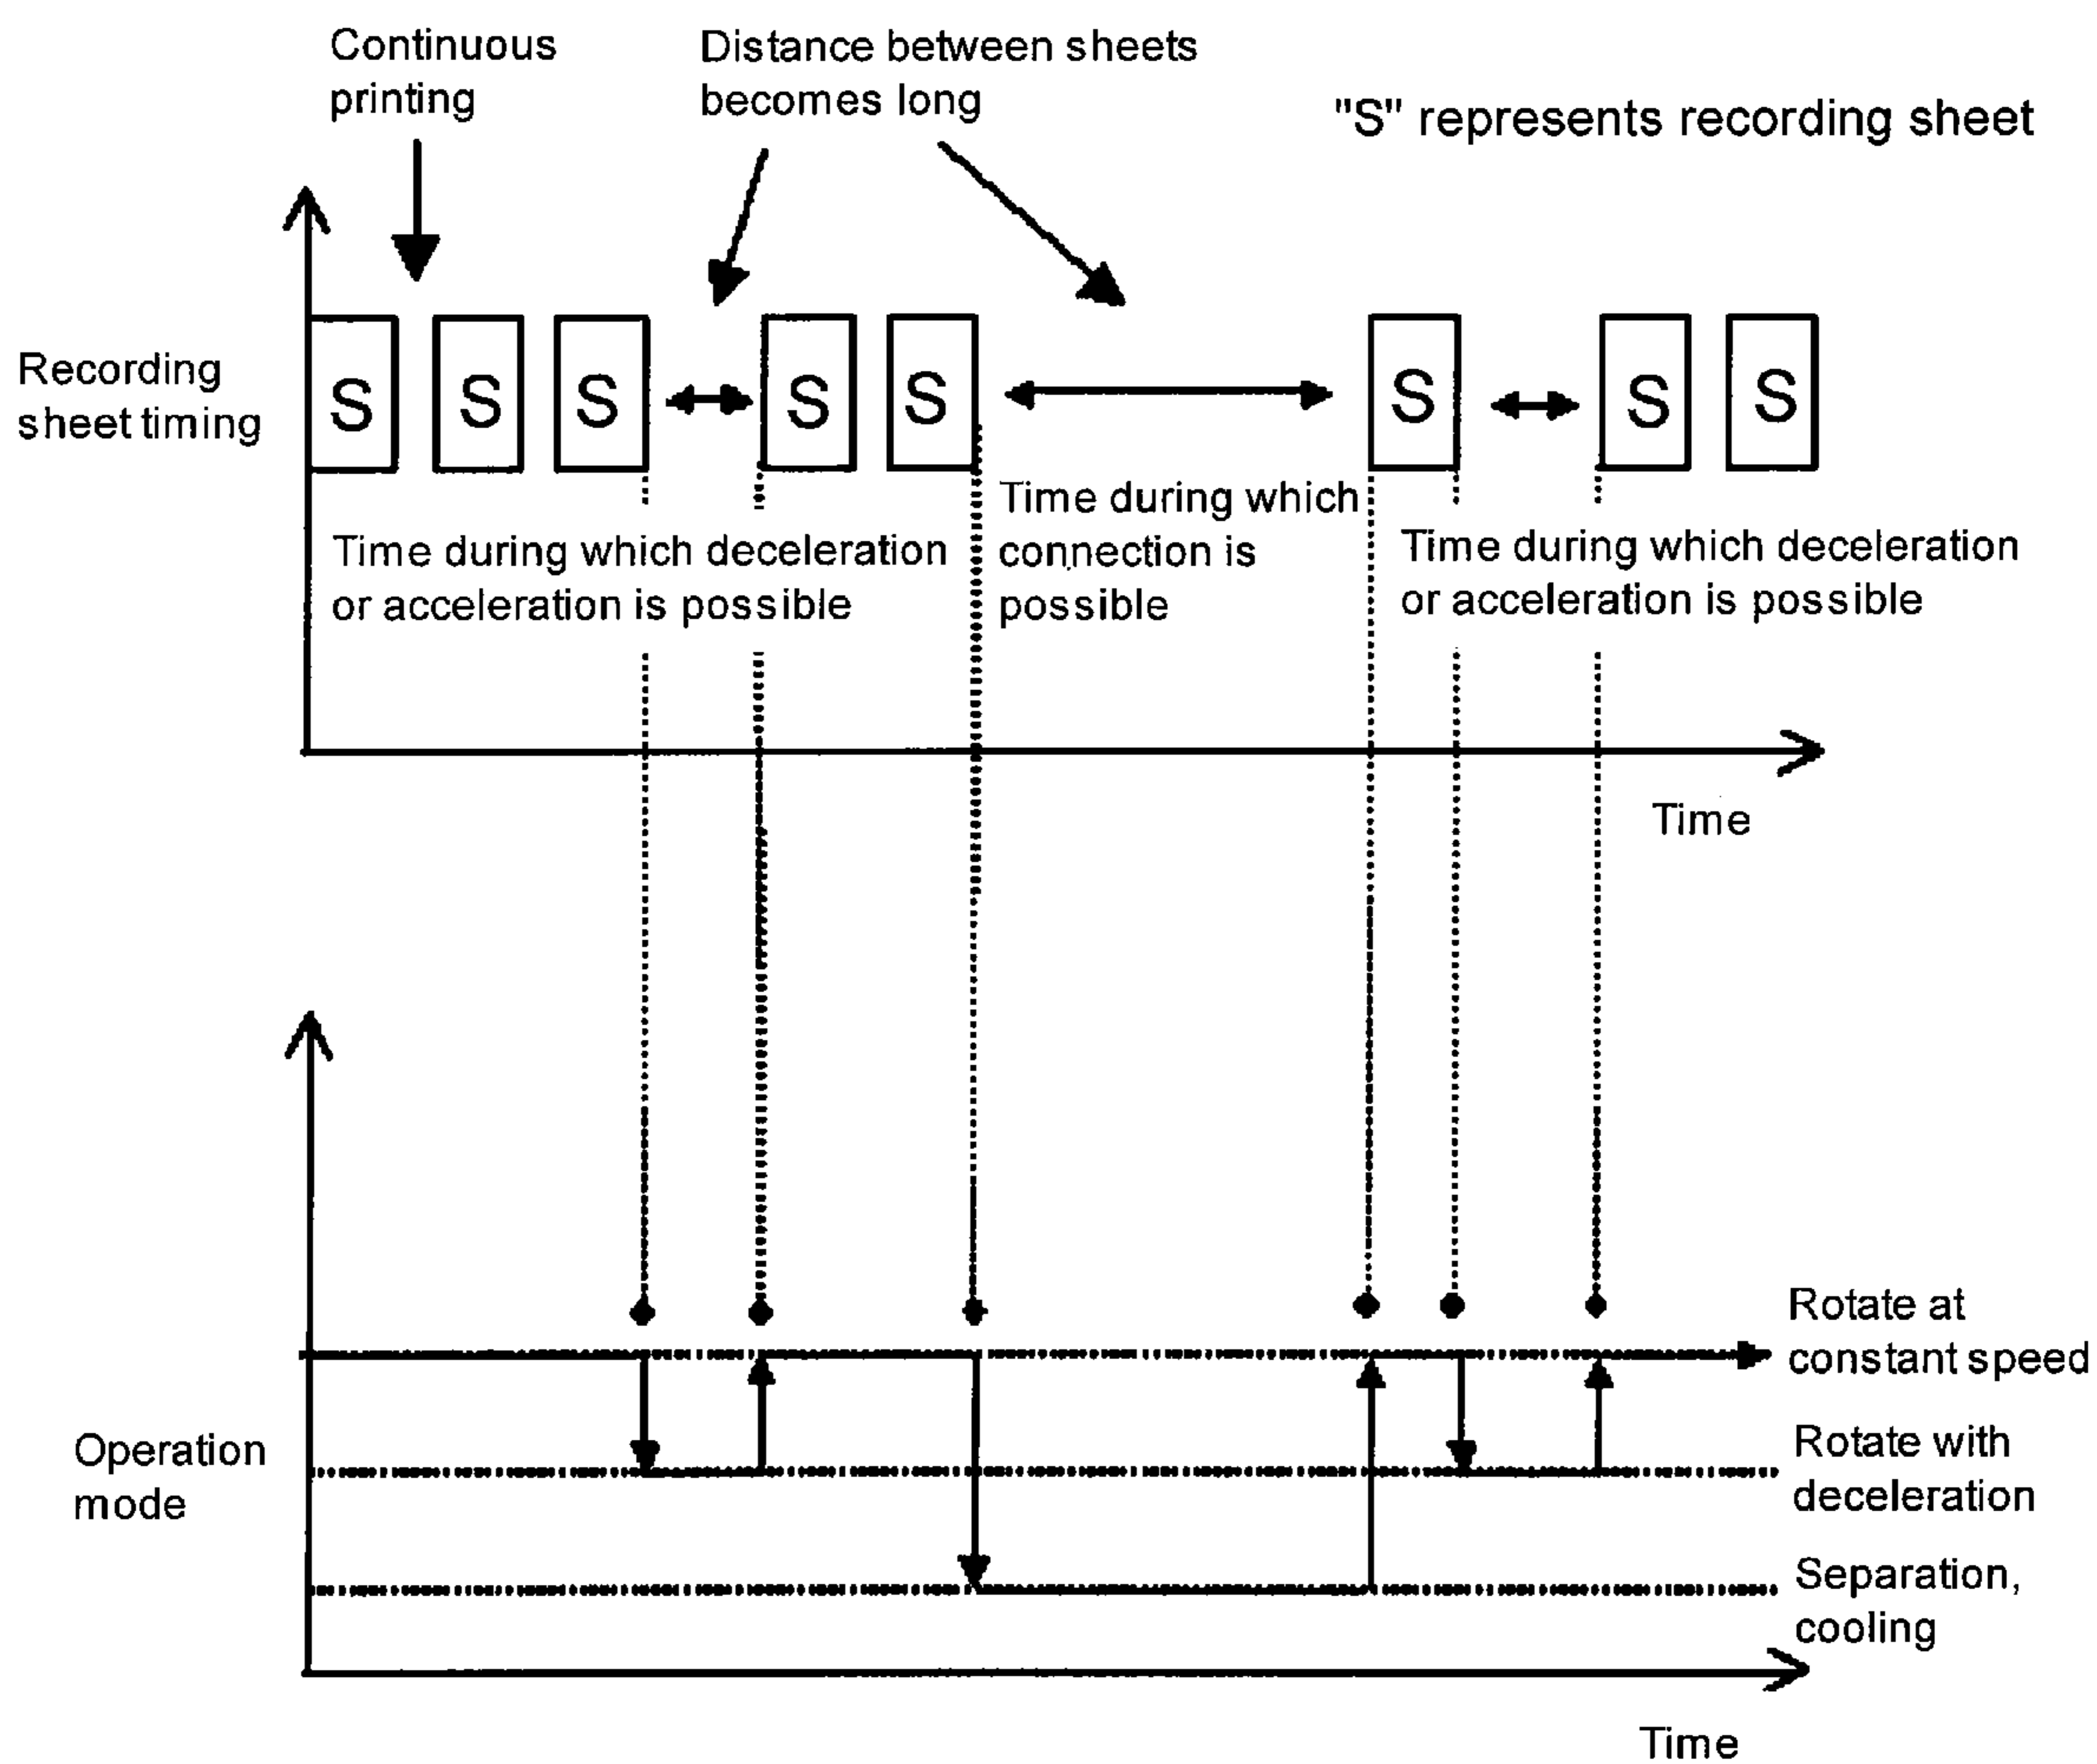 Continuous
printing
Distance between sheets
becomes long
"S" represents recording sheet
Recording
sheet timing
S
S
S
S
S
S
S
S
Time during which deceleration
or acceleration is possible
Time during which
connection is
possible
Time during which deceleration
or acceleration is possible
Time
Operation
mode
Rotate at
constant speed
Rotate with
deceleration
Separation,
cooling
Time